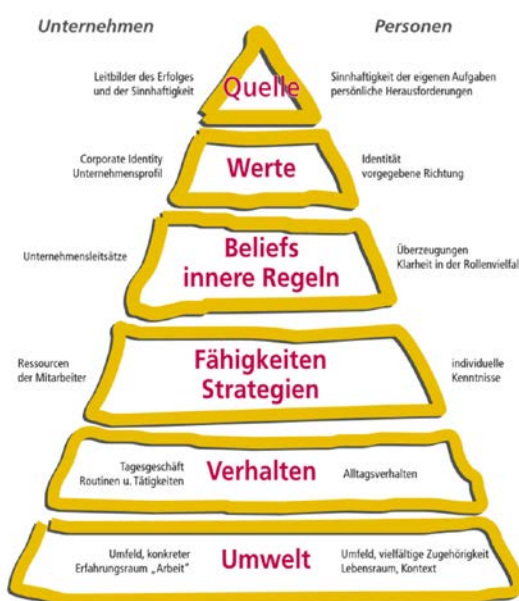 Unternehmen
Personen
Leitbilder des Erfolges
und der Sinnhaftigkeit
Quelle
Sinnhaftigkeit der eigenen Aufgaben
persönliche Herausforderungen
Corporate Identity
Unternehmensprofil
Werte
Identität
vorgegebene Richtung
Unternehmensleitsätze
Beliefs
innere Regeln
Überzeugungen
Klarheit in der Rollenvielfal
Ressourcen
der Mitarbeiter
Fähigkeiten
Strategien
individuelle
Kenntnisse
Tagesgeschäft
Routinen u. Tätigkeiten
Verhalten
Alltagsverhalten
Umfeld, konkreter
Erfahrungsraum „Arbeit"
Umwelt
Umfeld, vielfältige Zugehörigkeit
Lebensraum, Kontext